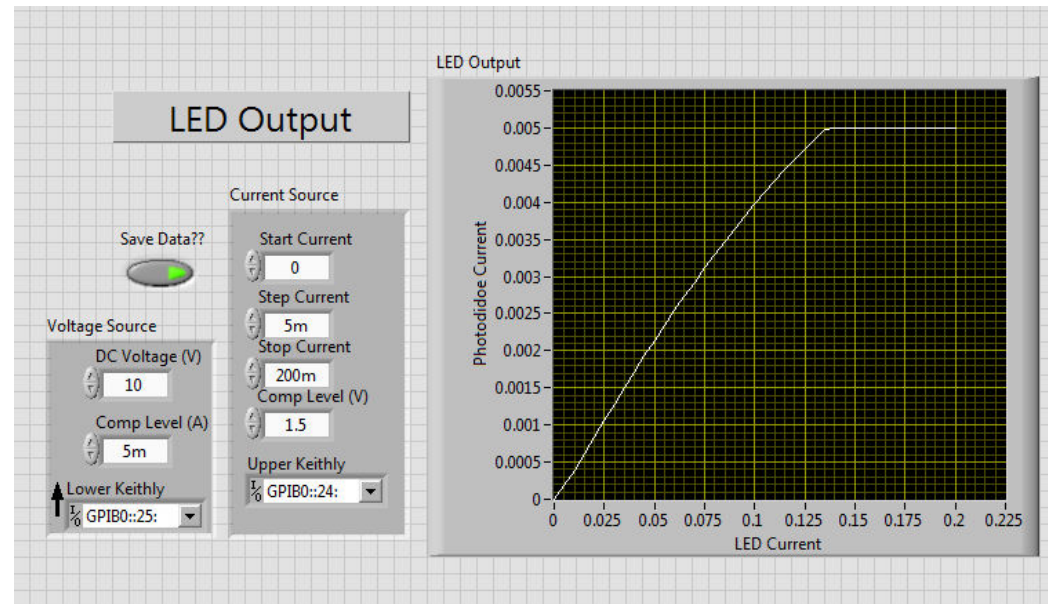 LED Output
Save Data??
Voltage Source
DC Voltage (V)
10
Comp Level (A)
5m
Lower Keithly
I/O GPIB0::25:
Current Source
Start Current
0
Step Current
5m
Stop Current
200m
Comp Level (V)
1.5
Upper Keithly
I/O GPIB0::24:
LED Output
Photodidoe Current
0.0055
0.005
0.0045
0.004
0.0035
0.003
0.0025
0.002
0.0015
0.001
0.0005
0
0 0.025 0.05 0.075 0.1 0.125 0.15 0.175 0.2 0.225
LED Current